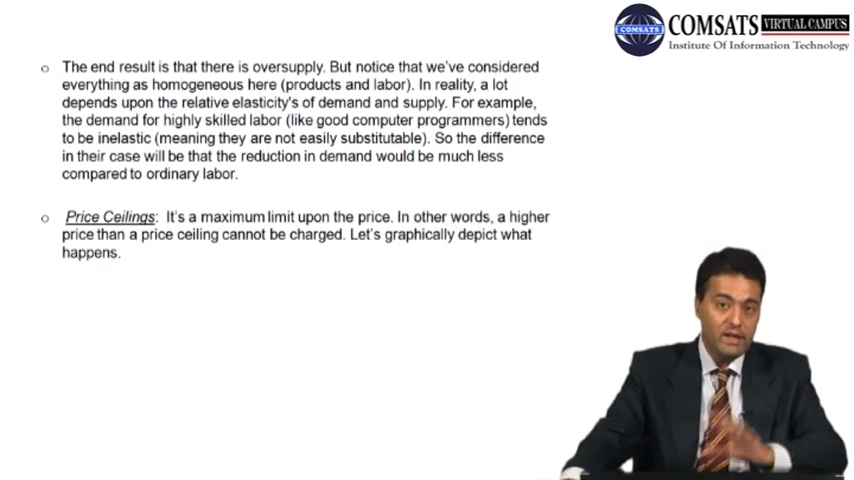 COMSATS VIRTUAL CAMPUS
COMSATS
Institute Of Information Technology
o The end result is that there is oversupply. But notice that we've considered
everything as homogeneous here (products and labor). In reality, a lot
depends upon the relative elasticity's of demand and supply. For example,
the demand for highly skilled labor (like good computer programmers) tends
to be inelastic (meaning they are not easily substitutable). So the difference
in their case will be that the reduction in demand would be much less
compared to ordinary labor.
o Price Ceilings: It's a maximum limit upon the price. In other words, a higher
price than a price ceiling cannot be charged. Let's graphically depict what
happens.